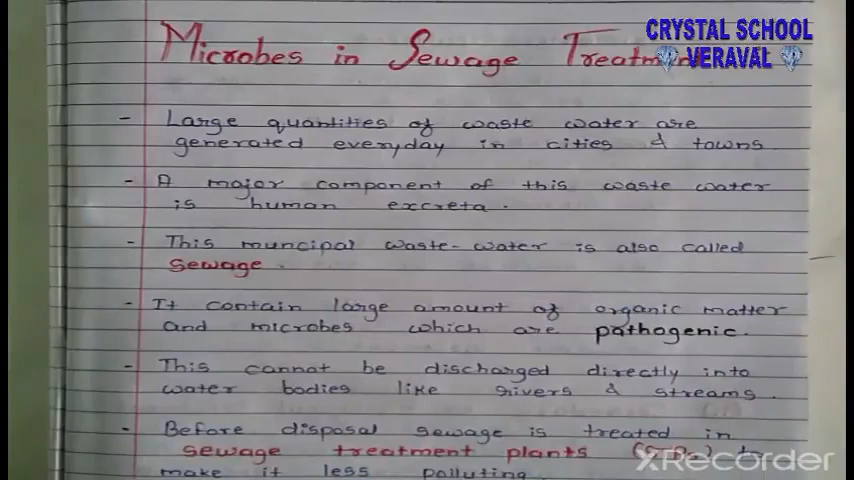 Microbes in Sewage Treatm
CRYSTAL SCHOOL
VERAVAL
- Large quantities of waste water are
generated everyday in cities & towns
- A major component of this waste water
is human excreta.
- This muncipal waste-water is also called
sewage.
- It contain large amount of organic matter
and microbes which are pathogenic.
- This cannot be discharged directly into
water bodies like rivers & streams.
- Before disposal sewage is treated in
sewage treatment plants (STPs) to
make it less polluting.
XRecorder